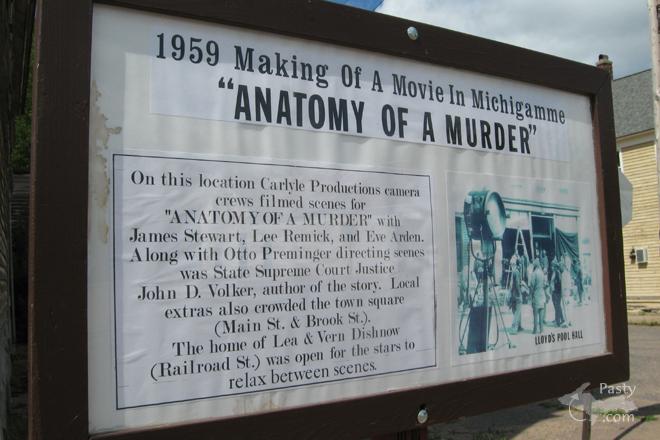 1959 Making Of A Movie In Michigamme
"ANATOMY OF A MURDER"
On this location Carlyle Productions camera
crews filmed scenes for
"ANATOMY OF A MURDER" with
James Stewart, Lee Remick, and Eve Arden.
Along with Otto Preminger directing scenes
was State Supreme Court Justice
John D. Volker, author of the story. Local
extras also crowded the town square
(Main St. & Brook St.).
The home of Lea & Vern Dishnow
(Railroad St.) was open for the stars to
relax between scenes.
LLOYD'S POOL HALL
Pasty
.com